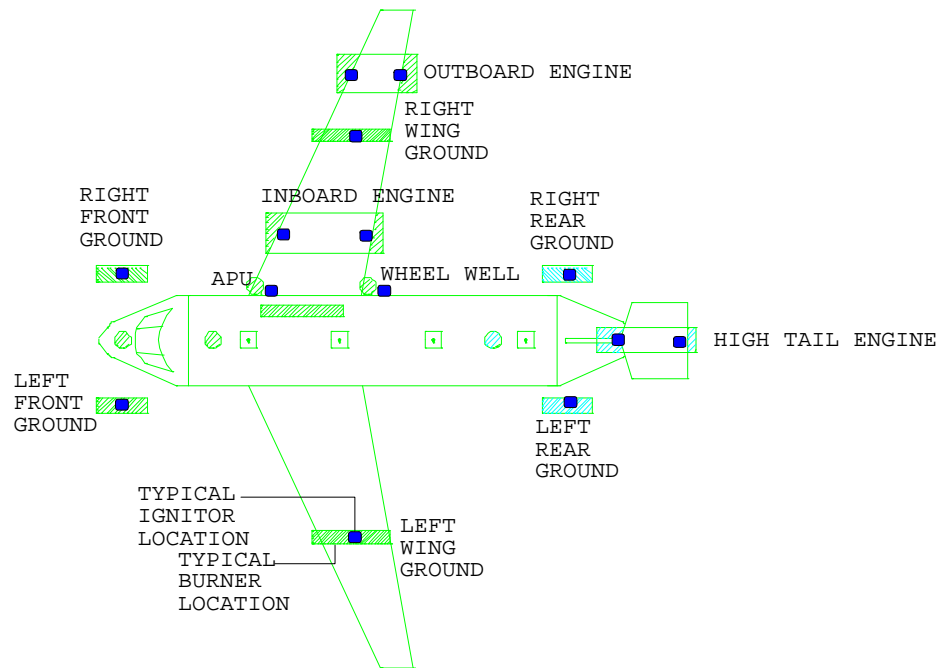 OUTBOARD ENGINE
RIGHT
WING
GROUND
RIGHT
FRONT
GROUND
INBOARD ENGINE
RIGHT
REAR
GROUND
APU
WHEEL WELL
HIGH TAIL ENGINE
LEFT
FRONT
GROUND
LEFT
REAR
GROUND
TYPICAL
IGNITOR
LOCATION
LEFT
WING
GROUND
TYPICAL
BURNER
LOCATION